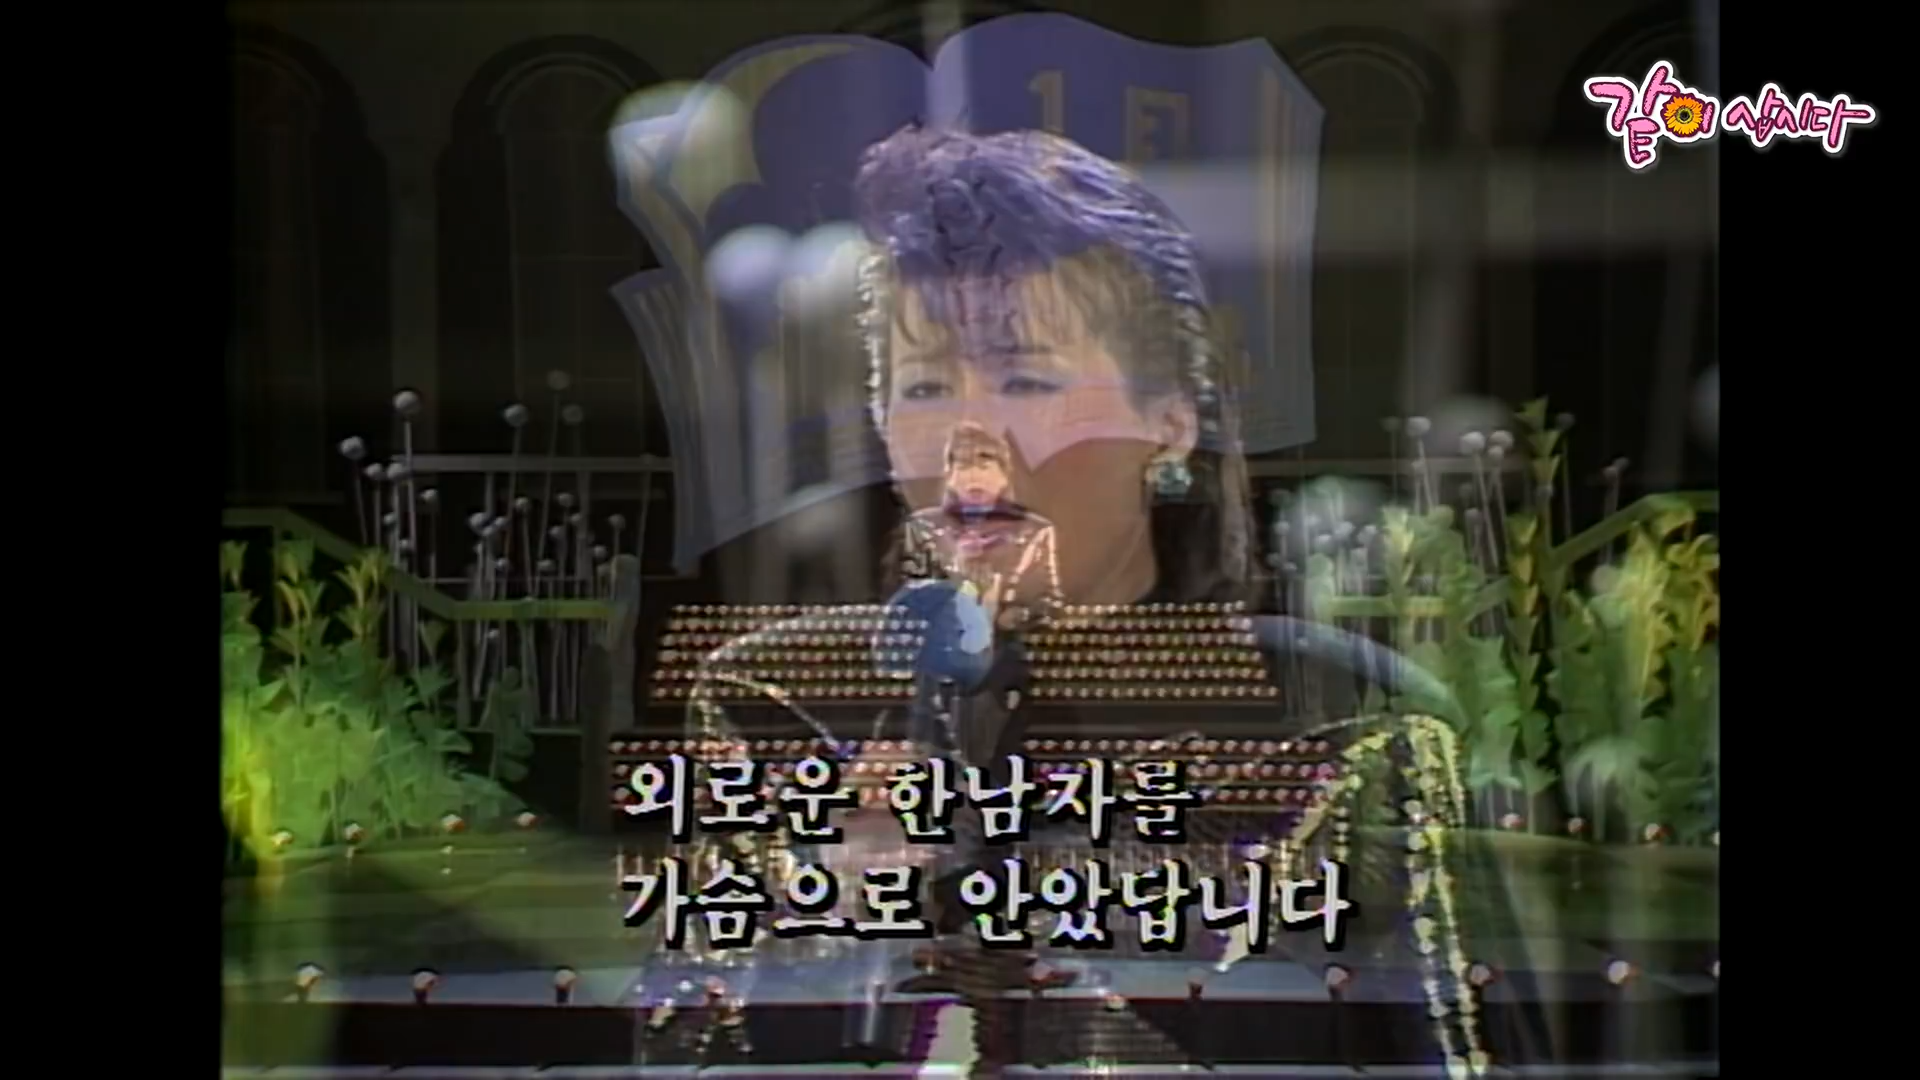 같이 삽시다
1
외로운 한남자를
가슴으로 안았답니다